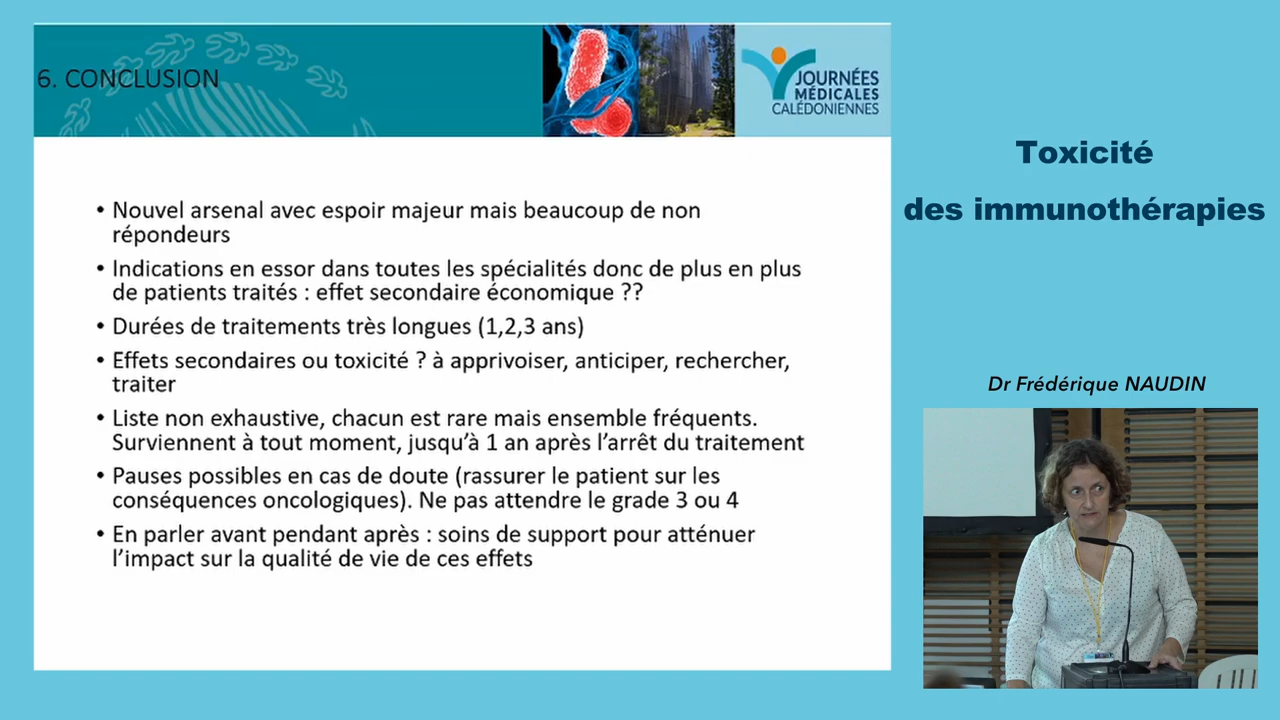 6. CONCLUSION
JOURNÉES
MÉDICALES
CALÉDONIENNES
• Nouvel arsenal avec espoir majeur mais beaucoup de non
répondeurs
• Indications en essor dans toutes les spécialités donc de plus en plus
de patients traités : effet secondaire économique ??
• Durées de traitements très longues (1,2,3 ans)
• Effets secondaires ou toxicité ? à apprivoiser, anticiper, rechercher,
traiter
• Liste non exhaustive, chacun est rare mais ensemble fréquents.
Surviennent à tout moment, jusqu’à 1 an après l’arrêt du traitement
• Pauses possibles en cas de doute (rassurer le patient sur les
conséquences oncologiques). Ne pas attendre le grade 3 ou 4
• En parler avant pendant après : soins de support pour atténuer
l’impact sur la qualité de vie de ces effets
Toxicité
des immunothérapies
Dr Frédérique NAUDIN